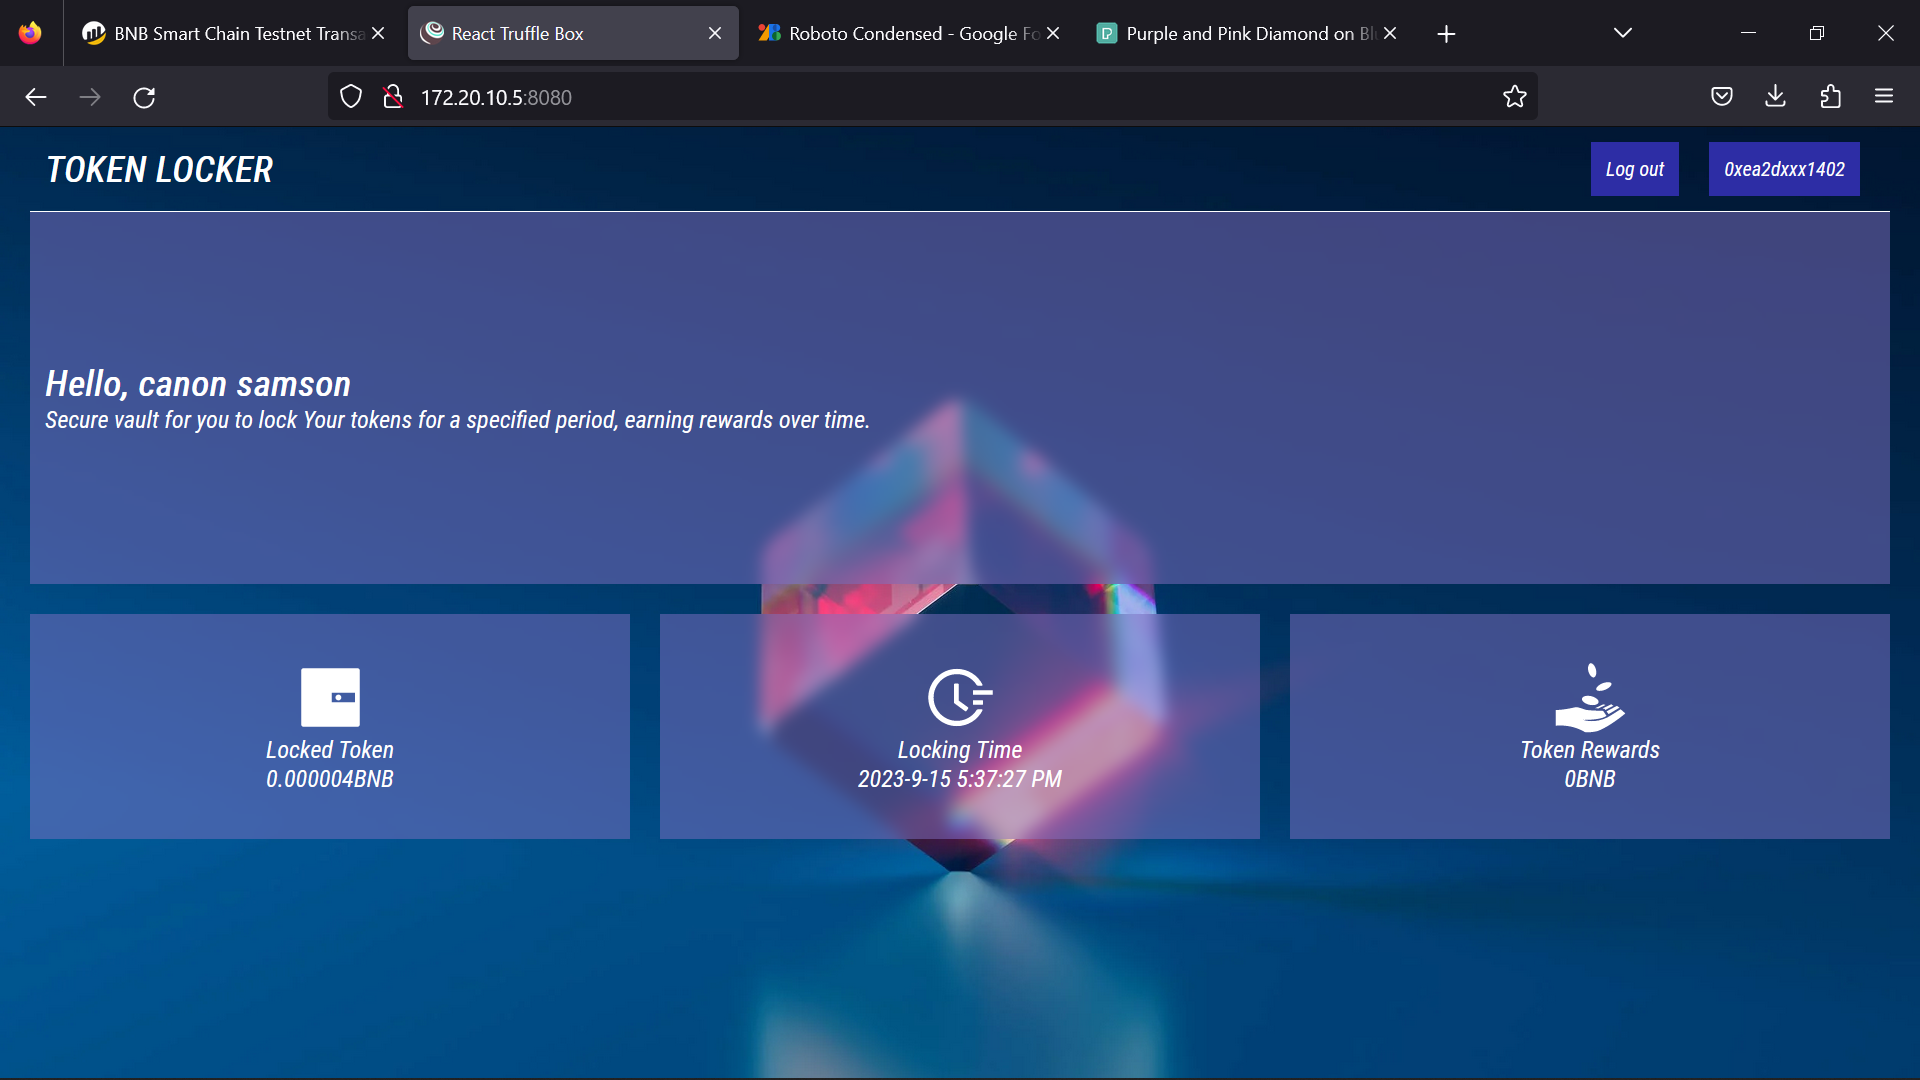 BNB Smart Chain Testnet Transa
React Truffle Box
Roboto Condensed - Google Fo
Purple and Pink Diamond on Bl
172.20.10.5:8080
TOKEN LOCKER
Log out
0xea2dxxx1402
Hello, canon samson
Secure vault for you to lock Your tokens for a specified period, earning rewards over time.
Locked Token
0.000004BNB
Locking Time
2023-9-15 5:37:27 PM
Token Rewards
0BNB